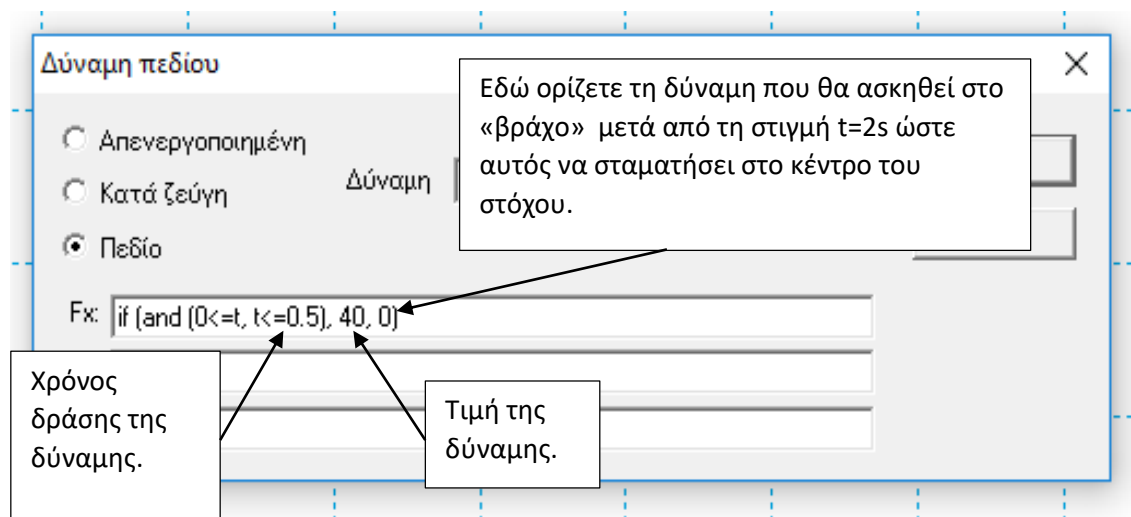 Δύναμη πεδίου
Εδώ ορίζετε τη δύναμη που θα ασκηθεί στο
«βράχο» μετά από τη στιγμή t=2s ώστε
αυτός να σταματήσει στο κέντρο του
στόχου.
Απενεργοποιημένη
Κατά ζεύγη
Δύναμη
Πεδίο
Fx: if (and (0<=t, t<=0.5), 40, 0)
Χρόνος
δράσης της
δύναμης.
Τιμή της
δύναμης.